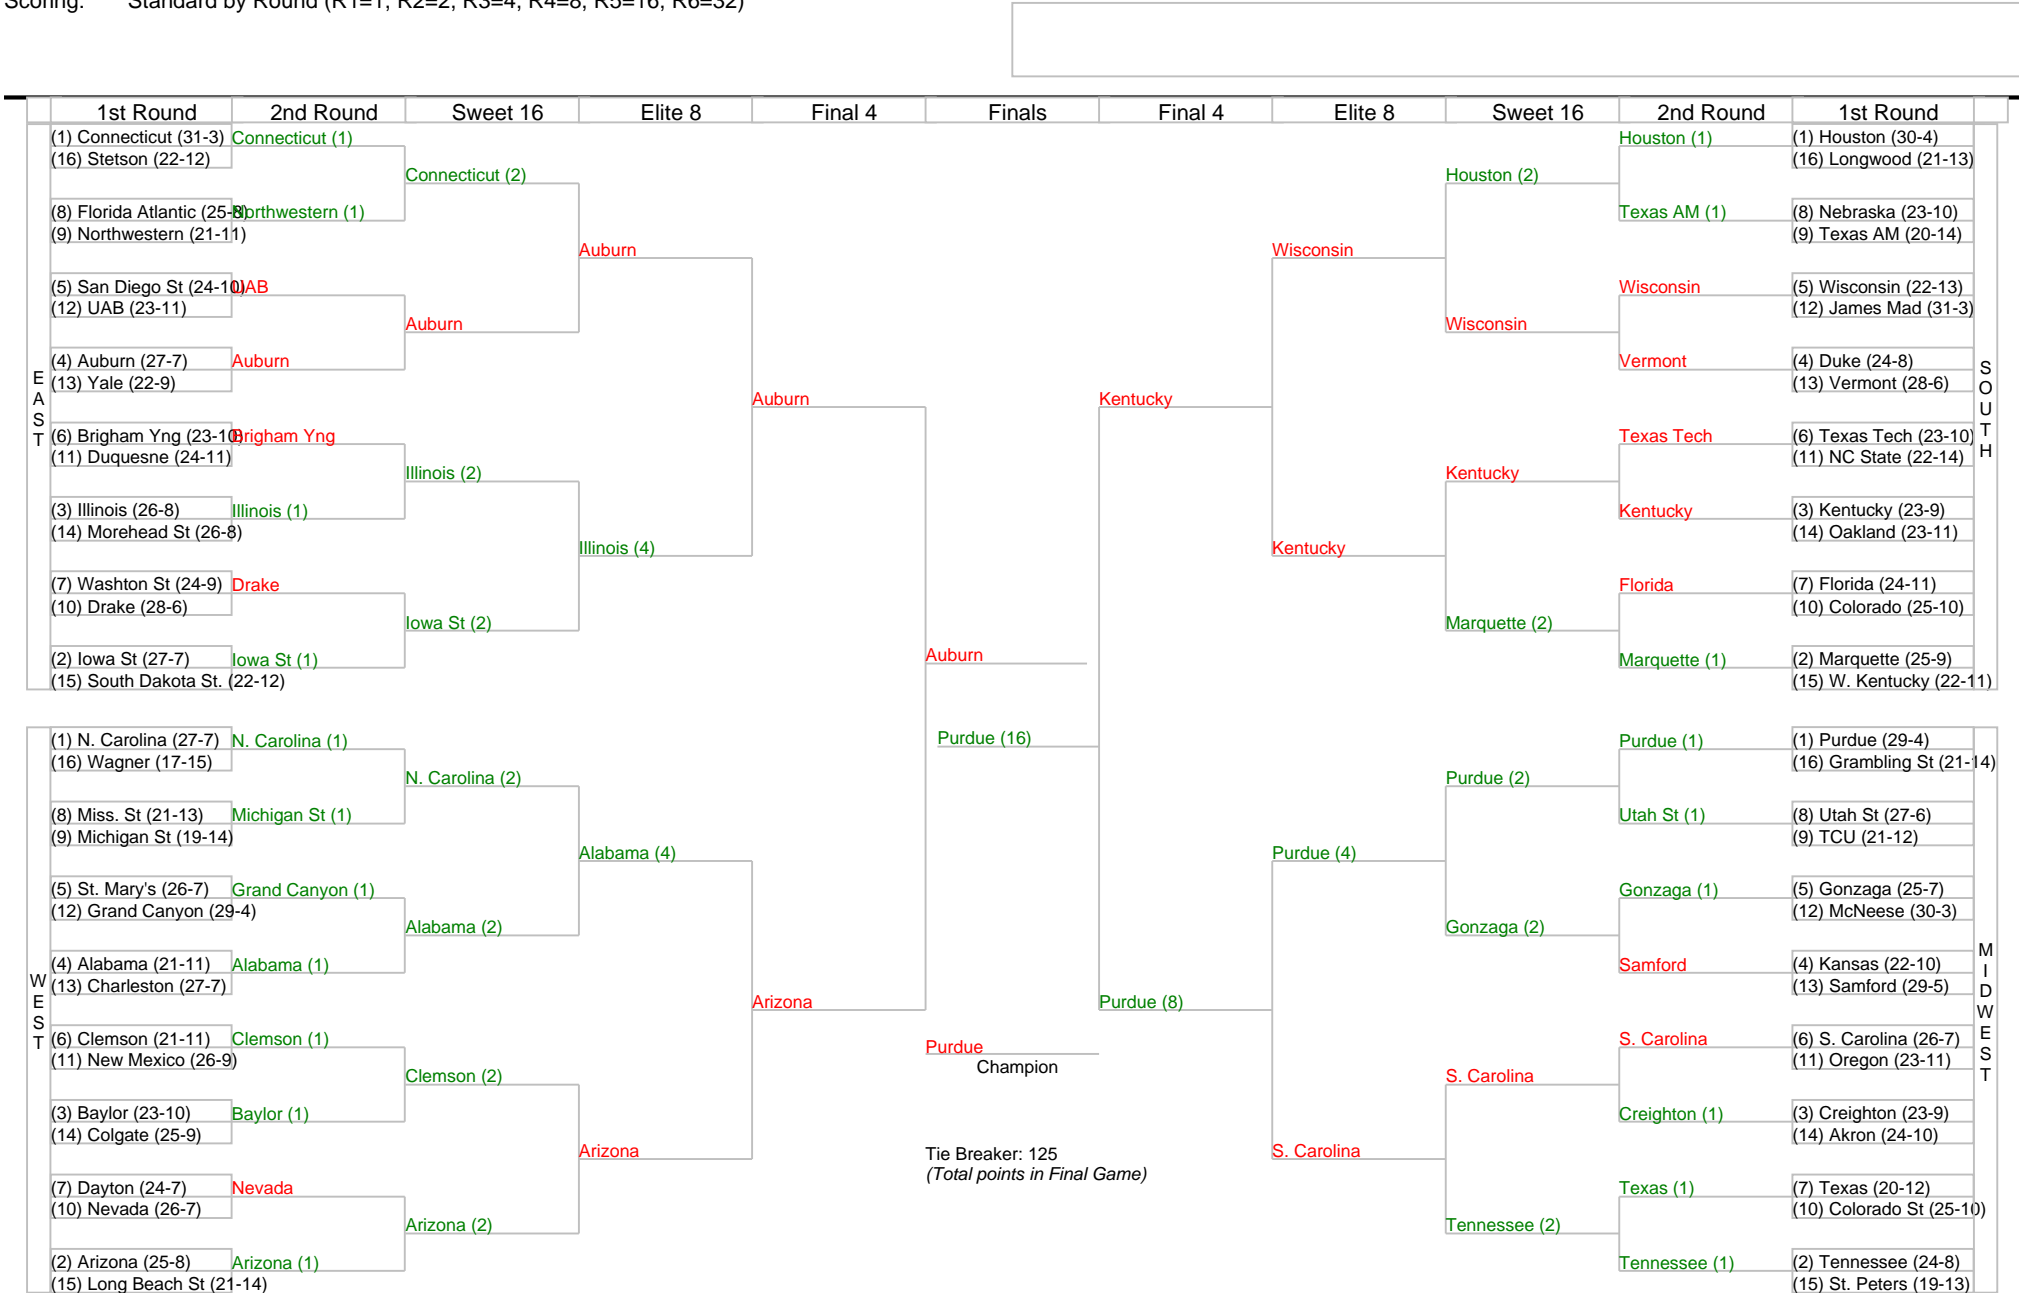 Scoring: Standard by Round (R1=1, R2=2, R3=4, R4=8, R5=16, R6=32)
1st Round 2nd Round Sweet 16 Elite 8 Final 4 Finals Final 4 Elite 8 Sweet 16 2nd Round 1st Round
EAST
(1) Connecticut (31-3)
(16) Stetson (22-12)
(8) Florida Atlantic (25-8)
(9) Northwestern (21-11)
(5) San Diego St (24-10)
(12) UAB (23-11)
(4) Auburn (27-7)
(13) Yale (22-9)
(6) Brigham Yng (23-10)
(11) Duquesne (24-11)
(3) Illinois (26-8)
(14) Morehead St (26-8)
(7) Washton St (24-9)
(10) Drake (28-6)
(2) Iowa St (27-7)
(15) South Dakota St. (22-12)
Connecticut (1)
Northwestern (1)
UAB
Auburn
Brigham Yng
Illinois (1)
Drake
Iowa St (1)
Connecticut (2)
Auburn
Illinois (2)
Iowa St (2)
Auburn
Illinois (4)
Auburn
WEST
(1) N. Carolina (27-7)
(16) Wagner (17-15)
(8) Miss. St (21-13)
(9) Michigan St (19-14)
(5) St. Mary's (26-7)
(12) Grand Canyon (29-4)
(4) Alabama (21-11)
(13) Charleston (27-7)
(6) Clemson (21-11)
(11) New Mexico (26-9)
(3) Baylor (23-10)
(14) Colgate (25-9)
(7) Dayton (24-7)
(10) Nevada (26-7)
(2) Arizona (25-8)
(15) Long Beach St (21-14)
N. Carolina (1)
Michigan St (1)
Grand Canyon (1)
Alabama (1)
Clemson (1)
Baylor (1)
Nevada
Arizona (1)
N. Carolina (2)
Alabama (2)
Clemson (2)
Arizona (2)
Alabama (4)
Arizona
Arizona
Auburn
Purdue (16)
Purdue
Champion
Tie Breaker: 125
(Total points in Final Game)
Kentucky
Wisconsin
Kentucky
Houston (2)
Wisconsin
Kentucky
Marquette (2)
Houston (1)
Texas AM (1)
Wisconsin
Vermont
Texas Tech
Kentucky
Florida
Marquette (1)
(1) Houston (30-4)
(16) Longwood (21-13)
(8) Nebraska (23-10)
(9) Texas AM (20-14)
(5) Wisconsin (22-13)
(12) James Mad (31-3)
(4) Duke (24-8)
(13) Vermont (28-6)
(6) Texas Tech (23-10)
(11) NC State (22-14)
(3) Kentucky (23-9)
(14) Oakland (23-11)
(7) Florida (24-11)
(10) Colorado (25-10)
(2) Marquette (25-9)
(15) W. Kentucky (22-11)
SOUTH
Purdue (8)
Purdue (4)
S. Carolina
Purdue (2)
Gonzaga (2)
S. Carolina
Tennessee (2)
Purdue (1)
Utah St (1)
Gonzaga (1)
Samford
S. Carolina
Creighton (1)
Texas (1)
Tennessee (1)
(1) Purdue (29-4)
(16) Grambling St (21-14)
(8) Utah St (27-6)
(9) TCU (21-12)
(5) Gonzaga (25-7)
(12) McNeese (30-3)
(4) Kansas (22-10)
(13) Samford (29-5)
(6) S. Carolina (26-7)
(11) Oregon (23-11)
(3) Creighton (23-9)
(14) Akron (24-10)
(7) Texas (20-12)
(10) Colorado St (25-10)
(2) Tennessee (24-8)
(15) St. Peters (19-13)
MIDWEST